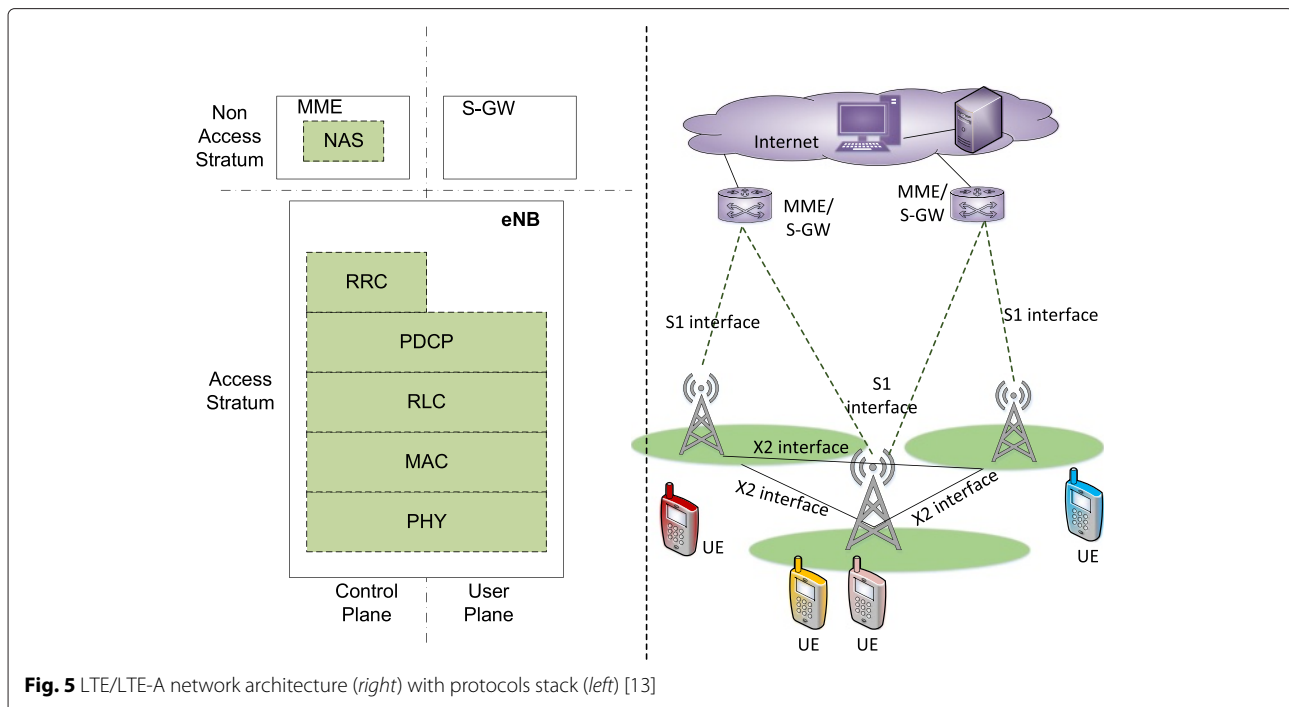 Non
Access
Stratum
MME
NAS
S-GW
eNB
RRC
PDCP
RLC
MAC
PHY
Access
Stratum
Control
Plane
User
Plane
Internet
MME/
S-GW
MME/
S-GW
S1 interface
S1 interface
S1
interface
X2 interface
X2 interface
X2 interface
UE
UE
UE
UE
Fig. 5 LTE/LTE-A network architecture (right) with protocols stack (left) [13]